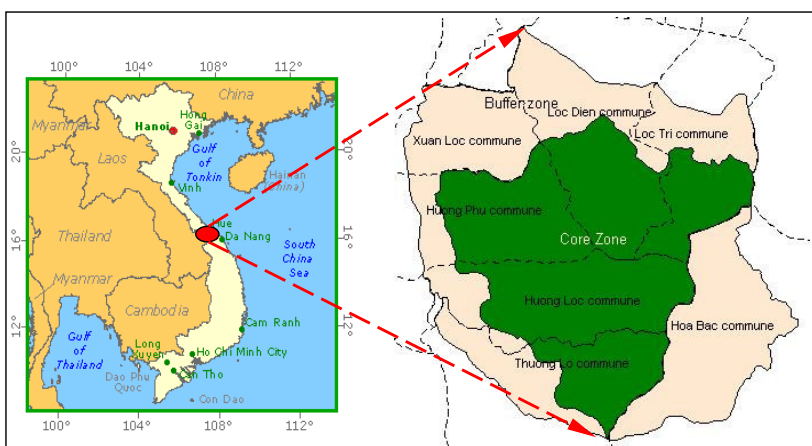 100° 104° 108° 112°
China
Myanmar
Hanoi
Hong
Gai
20°
20°
Laos
Gulf
of
Tonkin
Hainan
(China)
Vinh
Hue
Da Nang
16°
16°
Thailand
South
China
Sea
Myanmar
Cambodia
Cam Ranh
12°
12°
Gulf
of
Thailand
Long
Xuyen
Ho Chi Minh City
Can Tho
Dao Phu
Quoc
Con Dao
100° 104° 108° 112°
Buffer zone
Loc Dien commune
Xuan Loc commune
Loc Tri commune
Huong Phu commune
Core Zone
Huong Loc commune
Hoa Bac commune
Thuong Lo commune